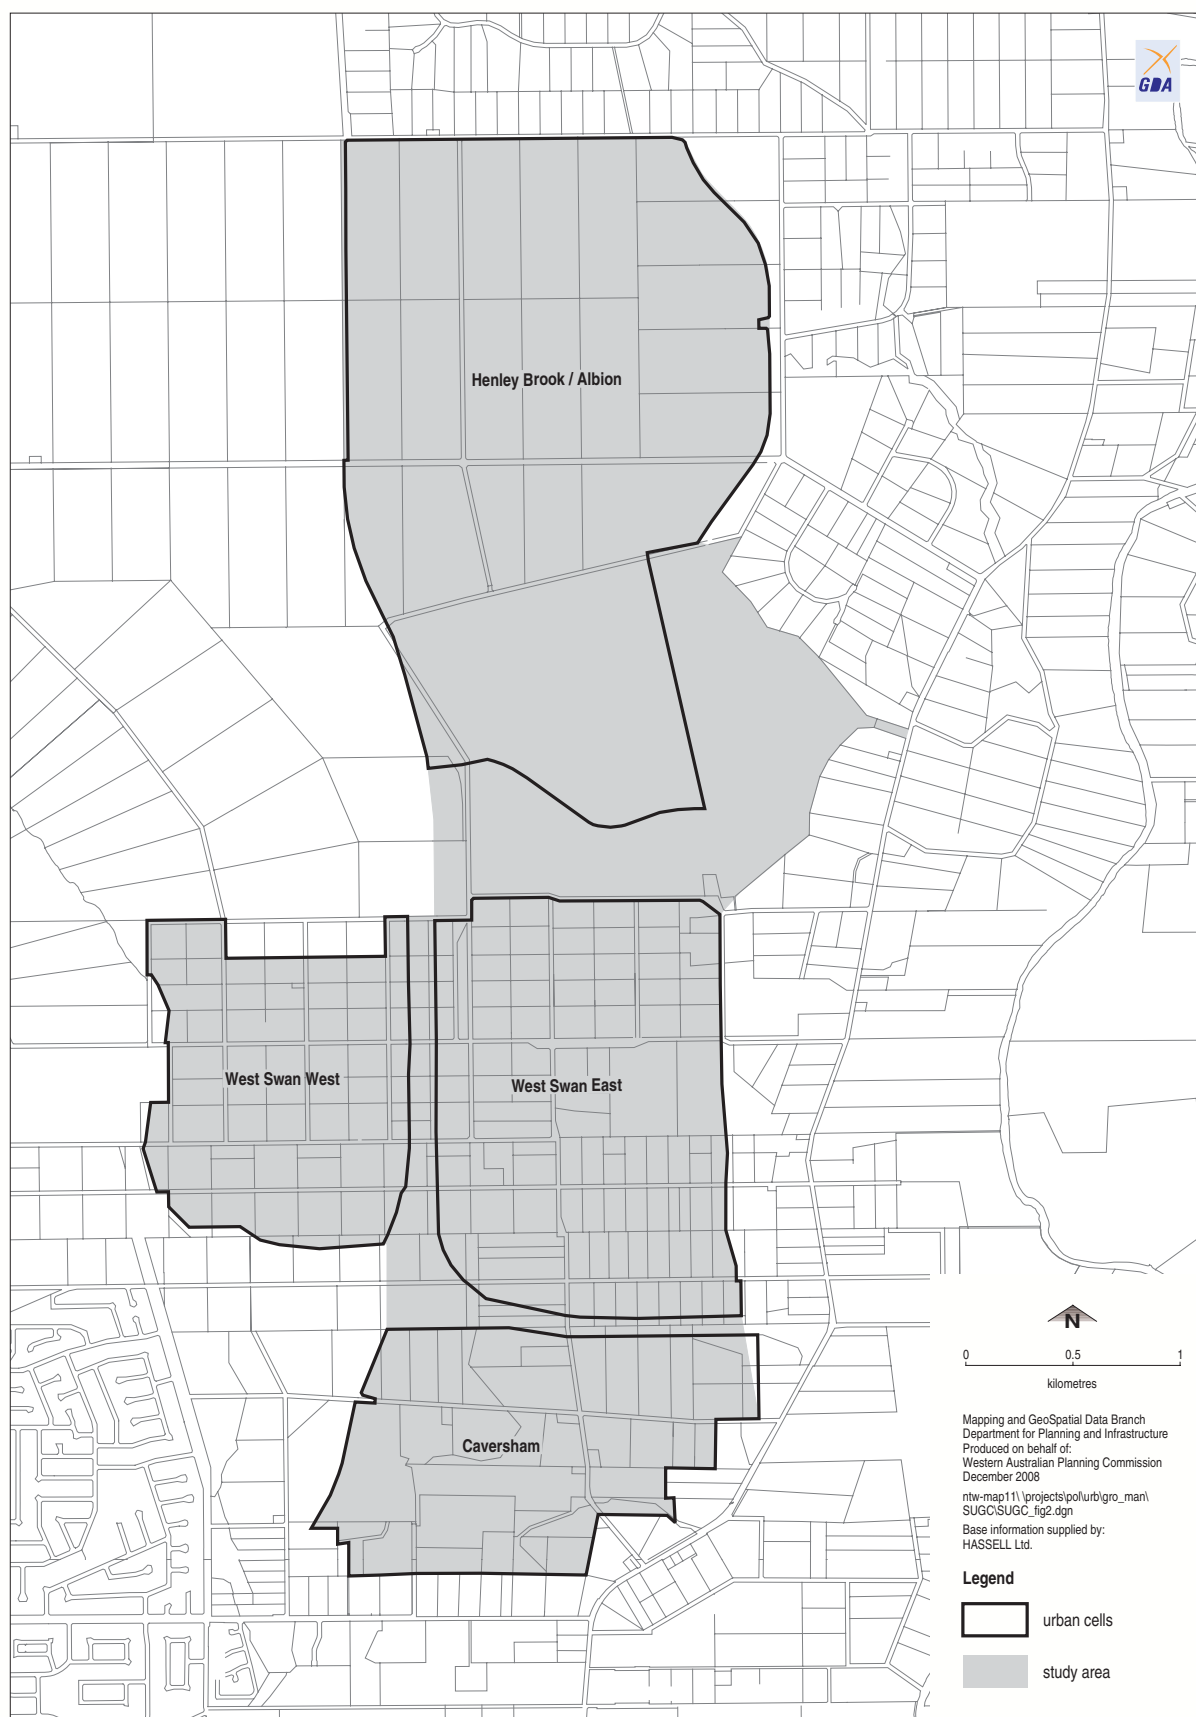 GDA
Henley Brook / Albion
West Swan West
West Swan East
Caversham
N
0 0.5 1
kilometres
Mapping and GeoSpatial Data Branch
Department for Planning and Infrastructure
Produced on behalf of:
Western Australian Planning Commission
December 2008
ntw-map11\ \projects\pol\urb\gro_man\
SUGC\SUGC_fig2.dgn
Base information supplied by:
HASSELL Ltd.
Legend
urban cells
study area